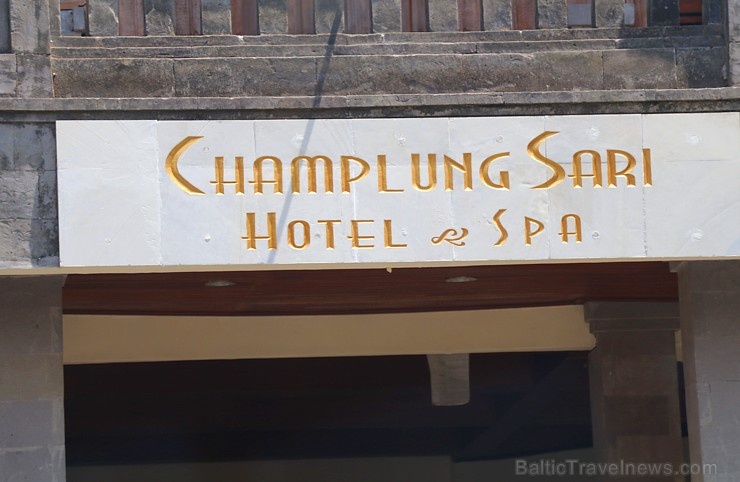 CHAMPLUNG SARI
HOTEL & SPA
BalticTravelnews.com